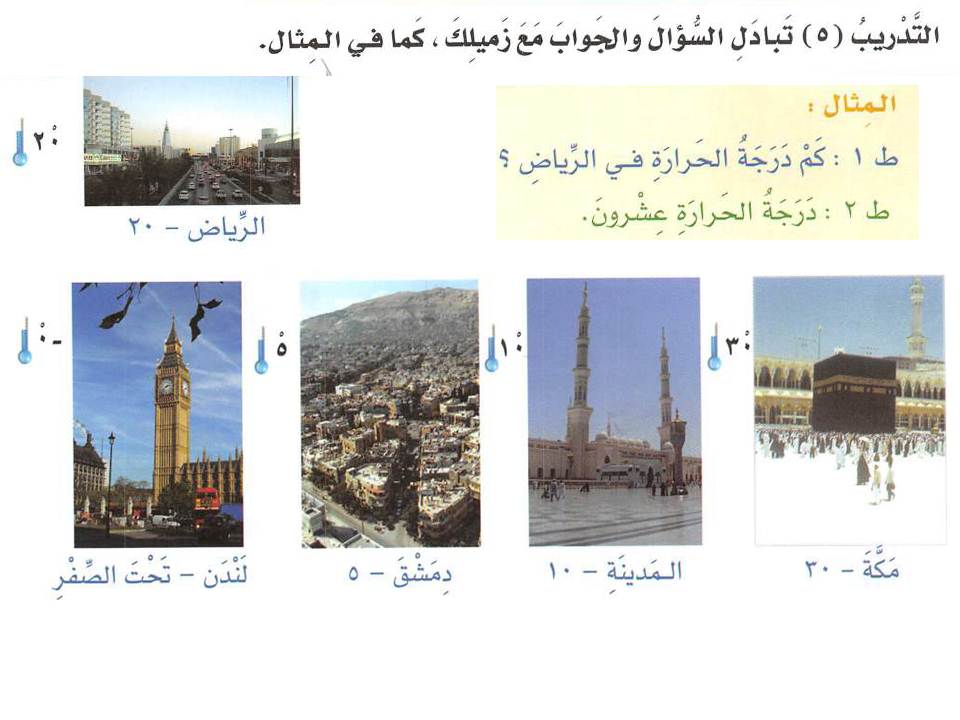 التَّدْريبُ (٥) تَبادَلِ السُّؤالَ والجَوابَ مَعَ زَميلِكَ، كَما في المِثال.
المِثال :
ط ١ : كَمْ دَرَجَةُ الحَرارَةِ في الرِّياضِ ؟
ط ٢ : دَرَجَةُ الحَرارَةِ عِشْرونَ.
٢٠ْ
الرِّياض – ٢٠
٣٠ْ
مَكَّةَ – ٣٠
١٠ْ
المَدينَةِ – ١٠
٥ْ
دِمَشْقَ – ٥
-٠ْ
لَنْدَن – تَحْتَ الصِّفْرِ